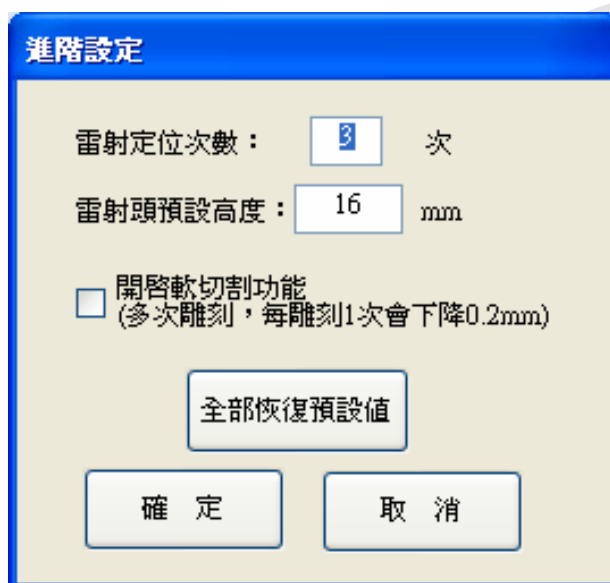 進階設定
雷射定位次數： 3 次
雷射頭預設高度： 16 mm
開啓軟切割功能
(多次雕刻，每雕刻1次會下降0.2mm)
全部恢復預設値
確 定 取 消